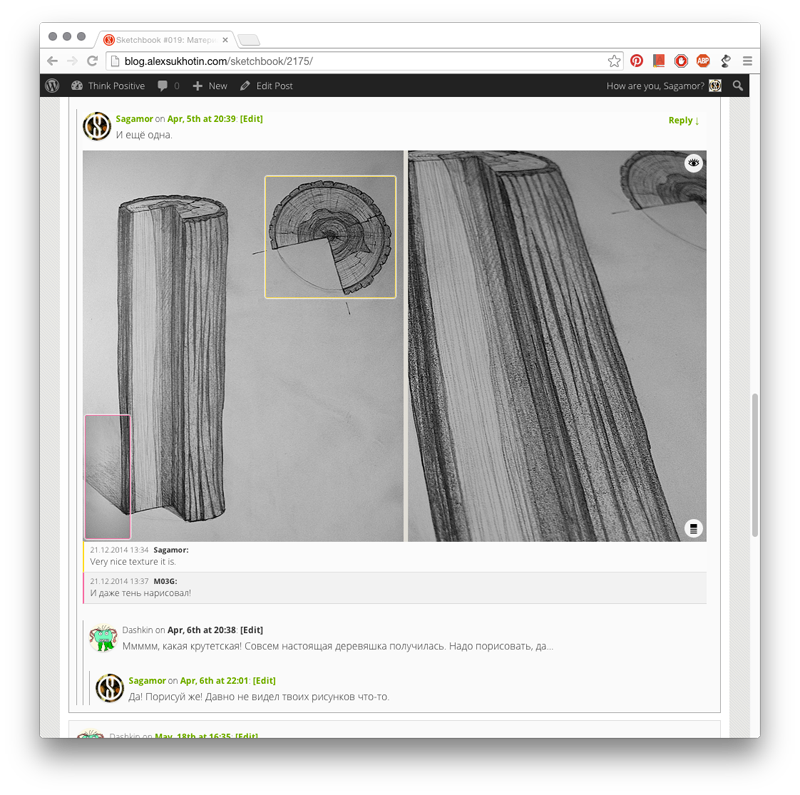 Sketchbook #019: Матери
blog.alexsukhotin.com/sketchbook/2175/
ABP
Think Positive 0 New Edit Post How are you, Sagamor?
Sagamor on Apr, 5th at 20:39: [Edit] Reply ↓
И ещё одна.
21.12.2014 13:34 Sagamor:
Very nice texture it is.
21.12.2014 13:37 M03G:
И даже тень нарисовал!
Dashkin on Apr, 6th at 20:38 [Edit]
Ммммм, какая крутетская! Совсем настоящая деревяшка получилась. Надо порисовать, да...
Sagamor on Apr, 6th at 22:01: [Edit]
Да! Порисуй же! Давно не видел твоих рисунков что-то.
Dashkin on May, 18th at 16:35: [Edit]